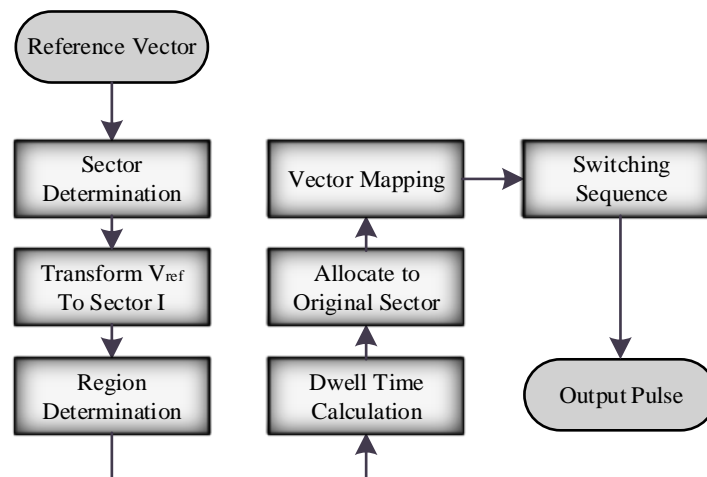 Reference Vector
Sector
Determination
Transform Vref
To Sector I
Region
Determination
Dwell Time
Calculation
Allocate to
Original Sector
Vector Mapping
Switching
Sequence
Output Pulse